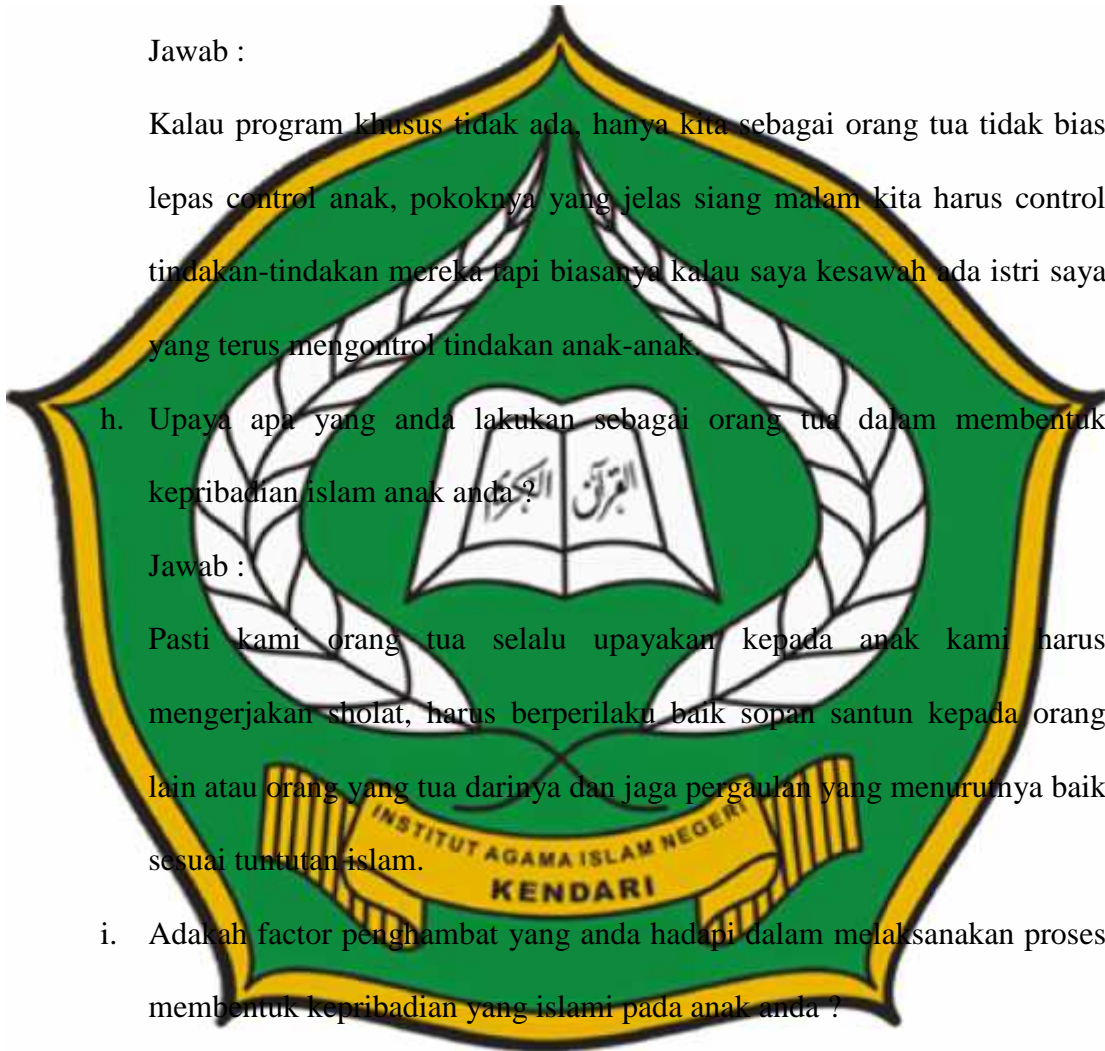 Jawab :
Kalau program khusus tidak ada, hanya kita sebagai orang tua tidak bias
lepas control anak, pokoknya yang jelas siang malam kita harus control
tindakan-tindakan mereka tapi biasanya kalau saya kesawah ada istri saya
yang terus mengontrol tindakan anak-anak.
h. Upaya apa yang anda lakukan sebagai orang tua dalam membentuk
kepribadian islam anak anda ?
القرآن الكريم
Jawab :
Pasti kami orang tua selalu upayakan kepada anak kami harus
mengerjakan sholat, harus berperilaku baik sopan santun kepada orang
lain atau orang yang tua darinya dan jaga pergaulan yang menurutnya baik
sesuai tuntutan islam.
INSTITUT AGAMA ISLAM NEGERI
KENDARI
i. Adakah factor penghambat yang anda hadapi dalam melaksanakan proses
membentuk kepribadian yang islami pada anak anda ?